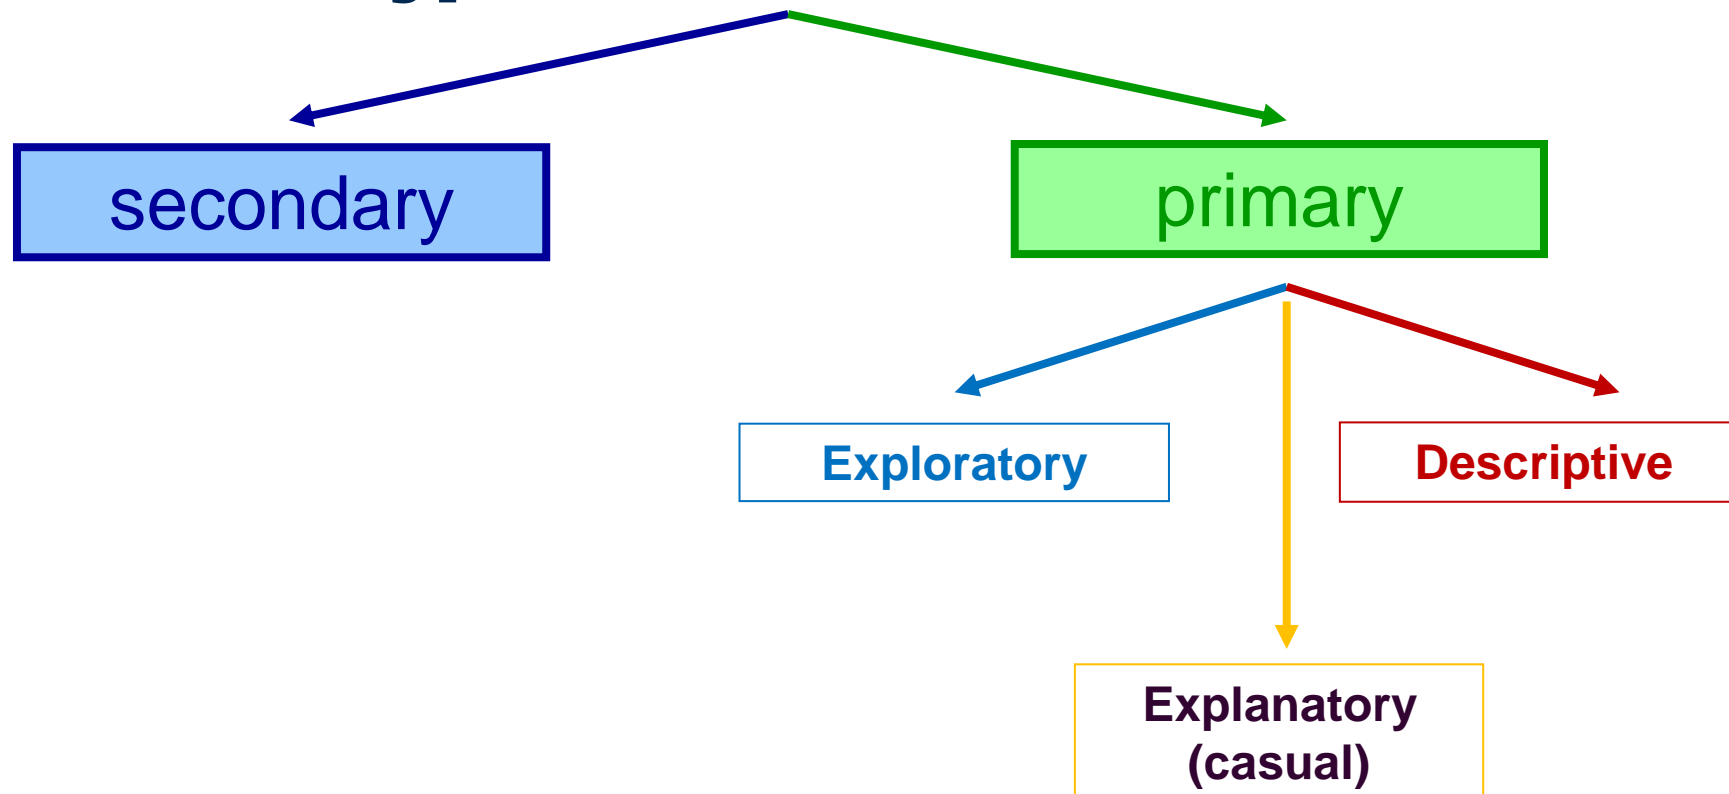 secondary
primary
Exploratory
Descriptive
Explanatory
(casual)